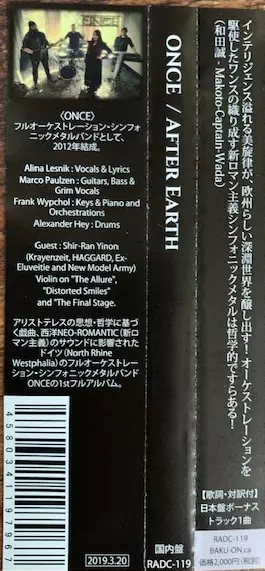 〈ONCE〉
フルオーケストレーション・シンフォ
ニックメタルバンドとして、
2012年結成。
Alina Lesnik : Vocals & Lyrics
Marco Paulzen : Guitars, Bass &
Grim Vocals
Frank Wypchol : Keys & Piano and
Orchestrations
Alexander Hey : Drums
Guest : Shir-Ran Yinon
(Krayenzeit, HAGGARD, Ex-
Eluveitie and New Model Army)
Violin on "The Allure",
"Distorted Smiles"
and "The Final Stage.
アリストテレスの思想・哲学に基づ
く戯曲、西洋NEO-ROMANTIC（新ロ
マン主義）のサウンドに影響された
ドイツ（North Rhine
Westphalia）のフルオーケストレー
ション・シンフォニックメタルバンド
ONCEの1stフルアルバム。
4580341197967
2019.3.20
ONCE / AFTER EARTH
国内盤
RADC-119
インテリジェンス溢れる美旋律が、欧州らしい深淵世界を醸し出す！オーケストレーションを
駆使したワンスの織り成す新ロマン主義シンフォニックメタルは哲学的ですらある！
（和田誠 - Makoto-Captain-Wada）
【歌詞・対訳付】
日本盤ボーナス
トラック1曲
RADC-119
BAKU-ON.ca
価格2,000円（税別）